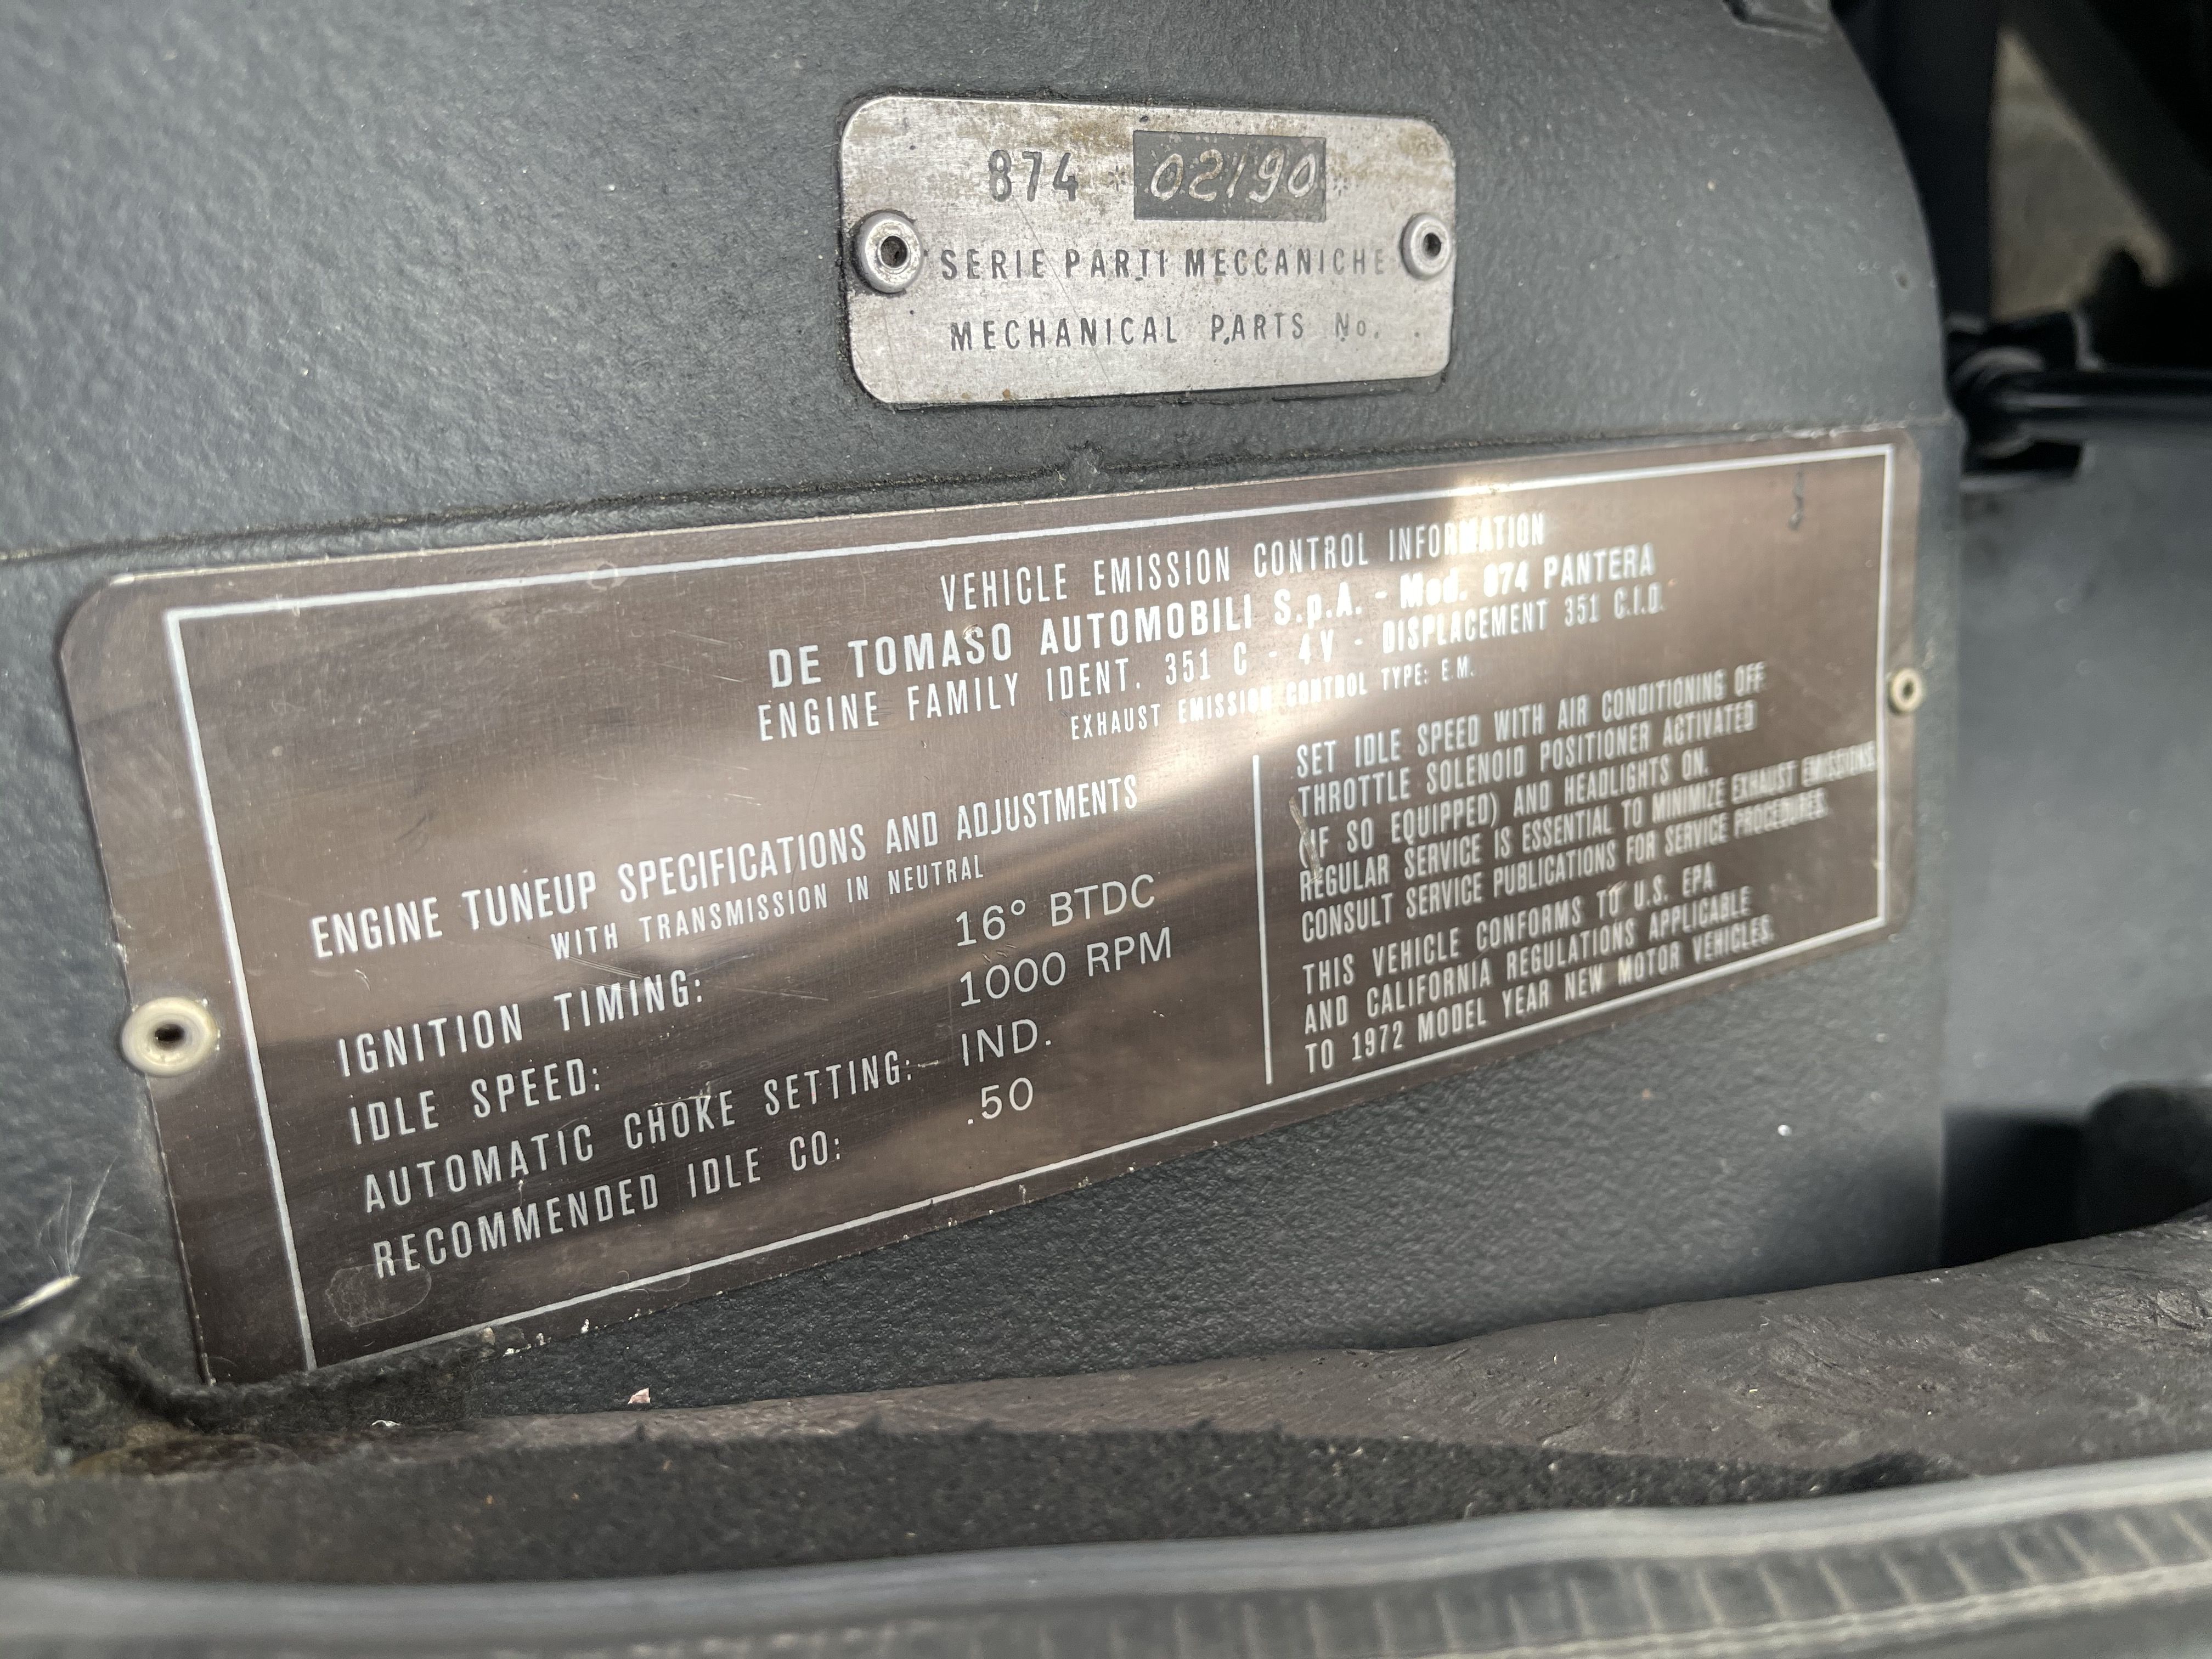 874 * 02190 *
SERIE PARTI MECCANICHE
MECHANICAL PARTS No.
VEHICLE EMISSION CONTROL INFORMATION
DE TOMASO AUTOMOBILI S.p.A. - Mod. 874 PANTERA
ENGINE FAMILY IDENT. 351 C - 4V - DISPLACEMENT 351 C.I.D.
EXHAUST EMISSION CONTROL TYPE: E.M.
ENGINE TUNEUP SPECIFICATIONS AND ADJUSTMENTS
WITH TRANSMISSION IN NEUTRAL
IGNITION TIMING: 16° BTDC
IDLE SPEED: 1000 RPM
AUTOMATIC CHOKE SETTING: IND.
RECOMMENDED IDLE CO: .50
SET IDLE SPEED WITH AIR CONDITIONING OFF
THROTTLE SOLENOID POSITIONER ACTIVATED
(IF SO EQUIPPED) AND HEADLIGHTS ON.
REGULAR SERVICE IS ESSENTIAL TO MINIMIZE EXHAUST EMISSIONS.
CONSULT SERVICE PUBLICATIONS FOR SERVICE PROCEDURES.
THIS VEHICLE CONFORMS TO U.S. EPA
AND CALIFORNIA REGULATIONS APPLICABLE
TO 1972 MODEL YEAR NEW MOTOR VEHICLES.